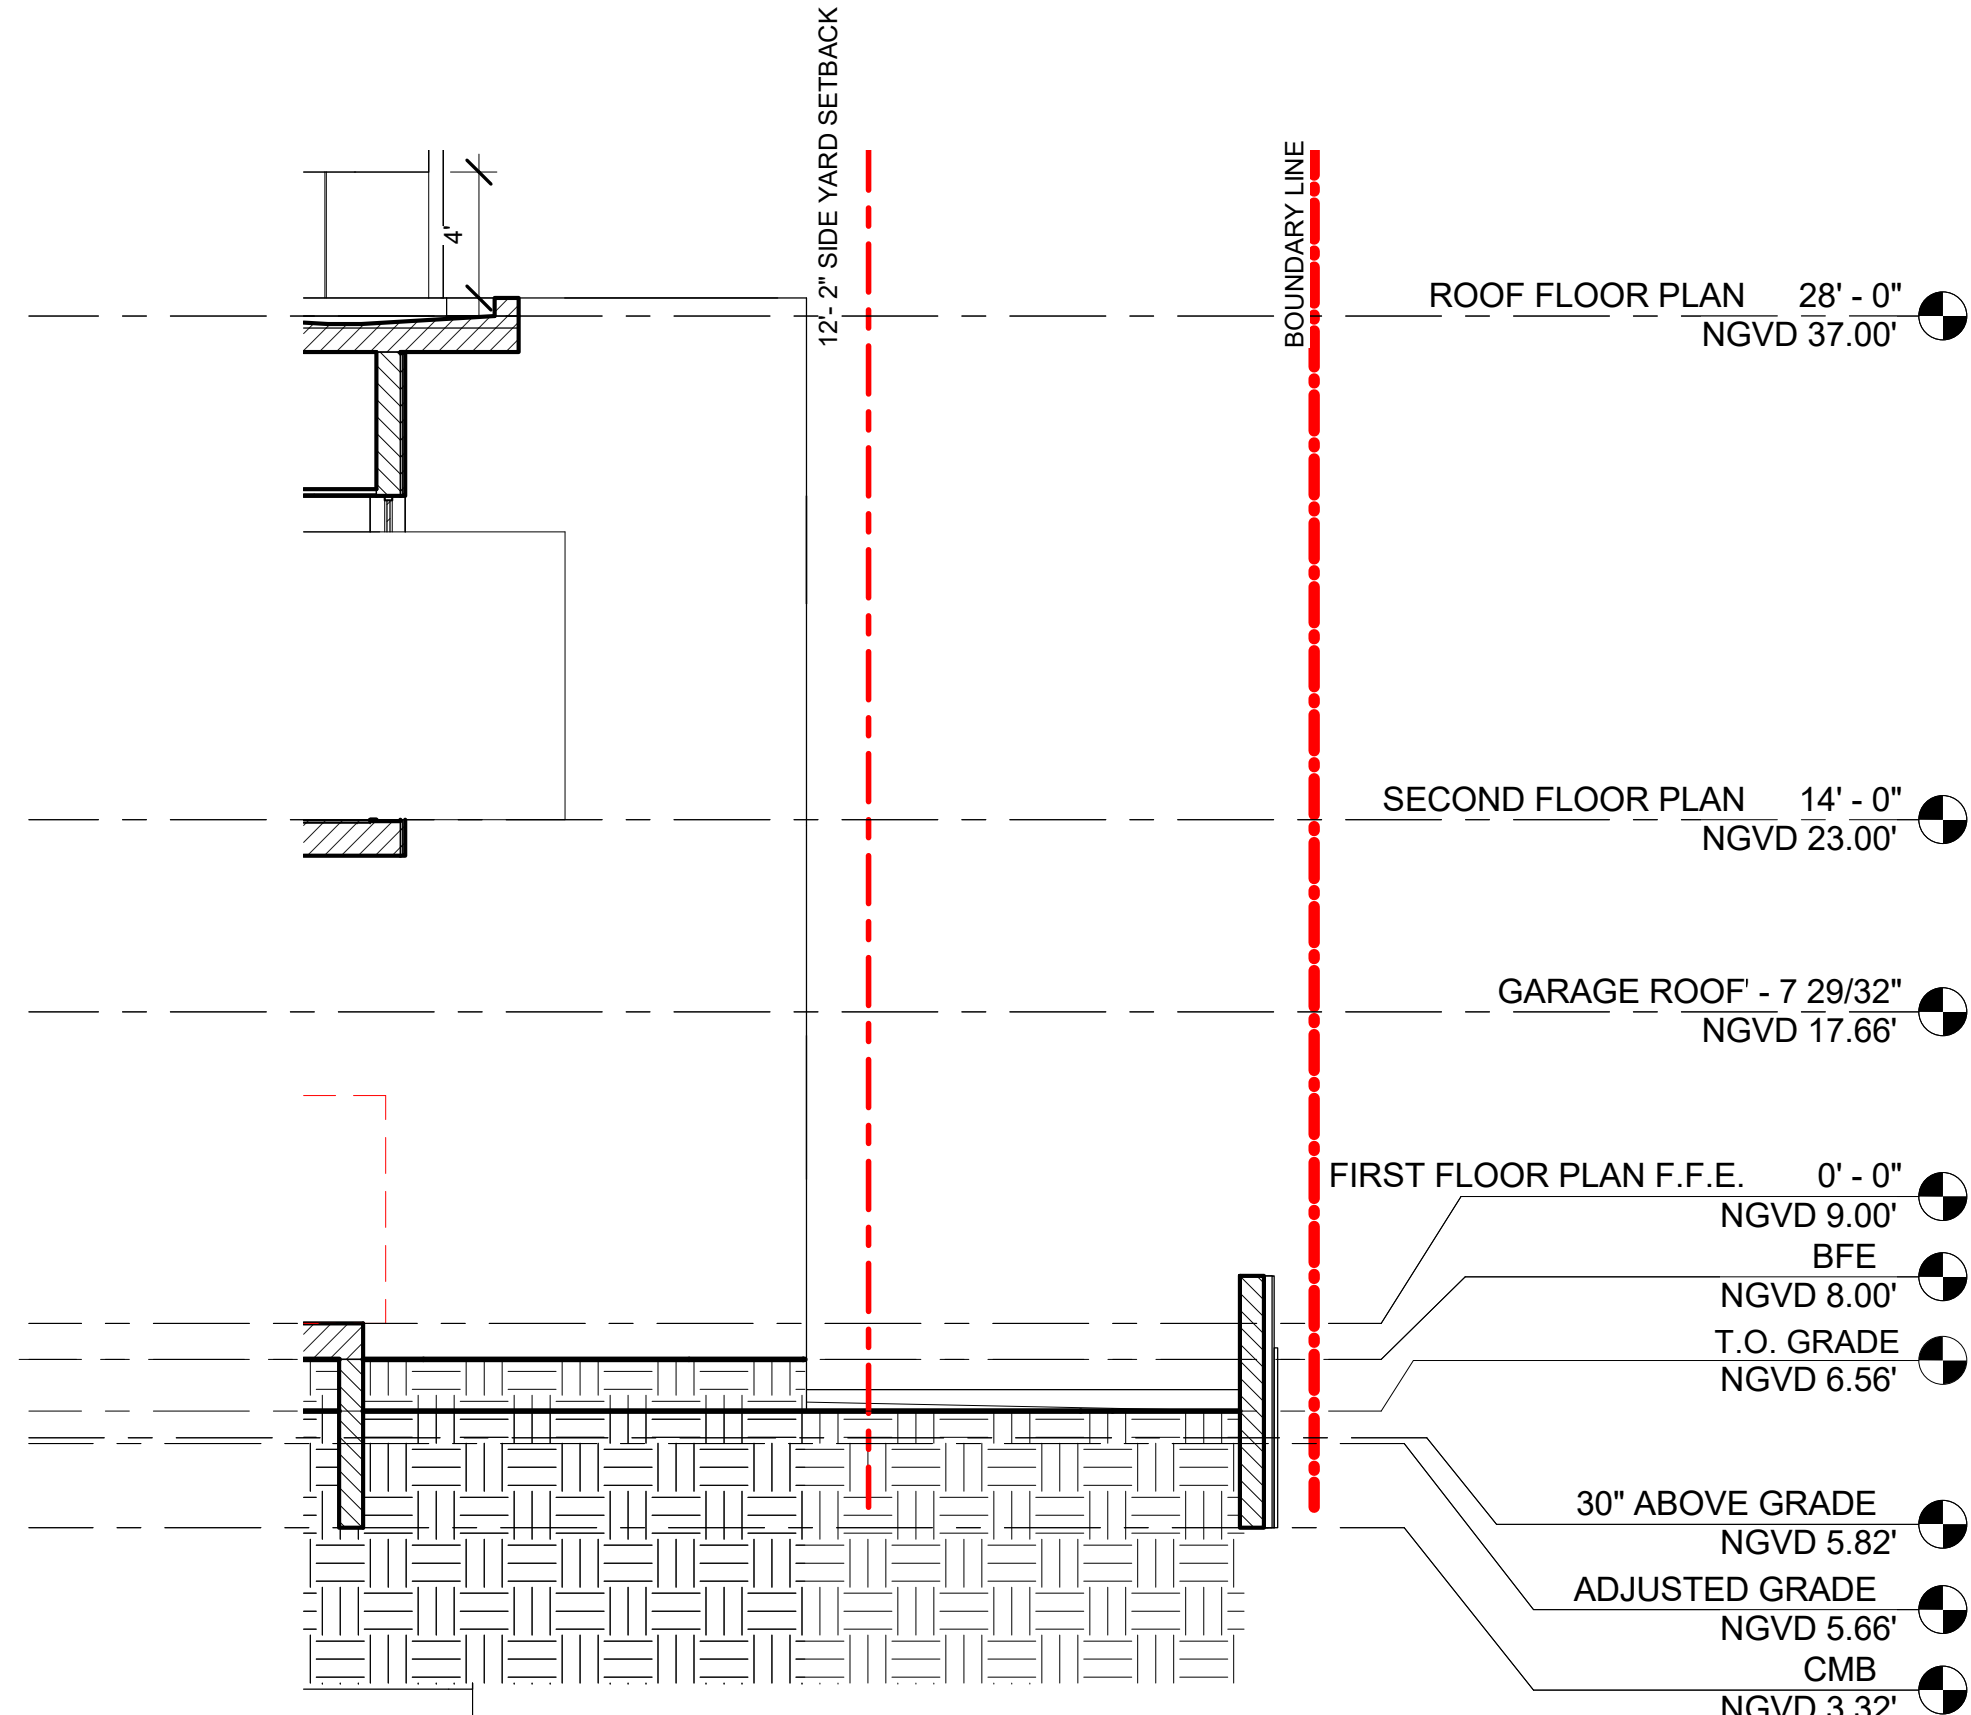 12'- 2" SIDE YARD SETBACK
BOUNDARY LINE
4'
ROOF FLOOR PLAN 28' - 0"
NGVD 37.00'
SECOND FLOOR PLAN 14' - 0"
NGVD 23.00'
GARAGE ROOF' - 7 29/32"
NGVD 17.66'
FIRST FLOOR PLAN F.F.E. 0' - 0"
NGVD 9.00'
BFE
NGVD 8.00'
T.O. GRADE
NGVD 6.56'
30" ABOVE GRADE
NGVD 5.82'
ADJUSTED GRADE
NGVD 5.66'
CMB
NGVD 3.32'